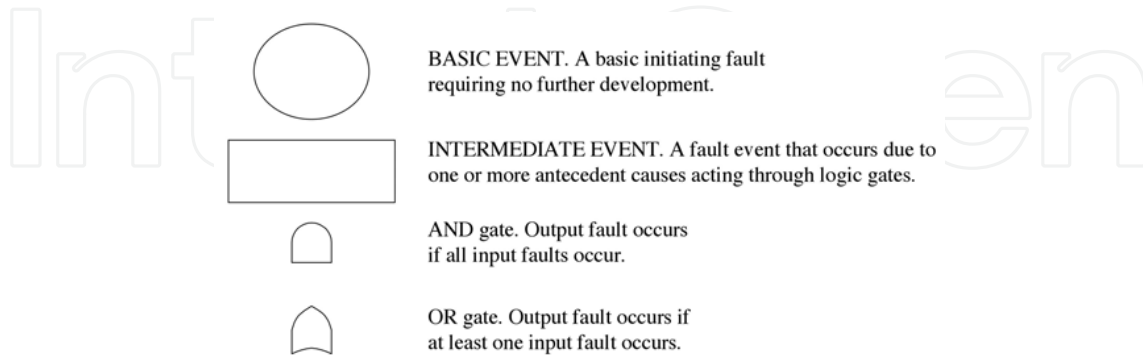 BASIC EVENT. A basic initiating fault
requiring no further development.
INTERMEDIATE EVENT. A fault event that occurs due to
one or more antecedent causes acting through logic gates.
AND gate. Output fault occurs
if all input faults occur.
OR gate. Output fault occurs if
at least one input fault occurs.